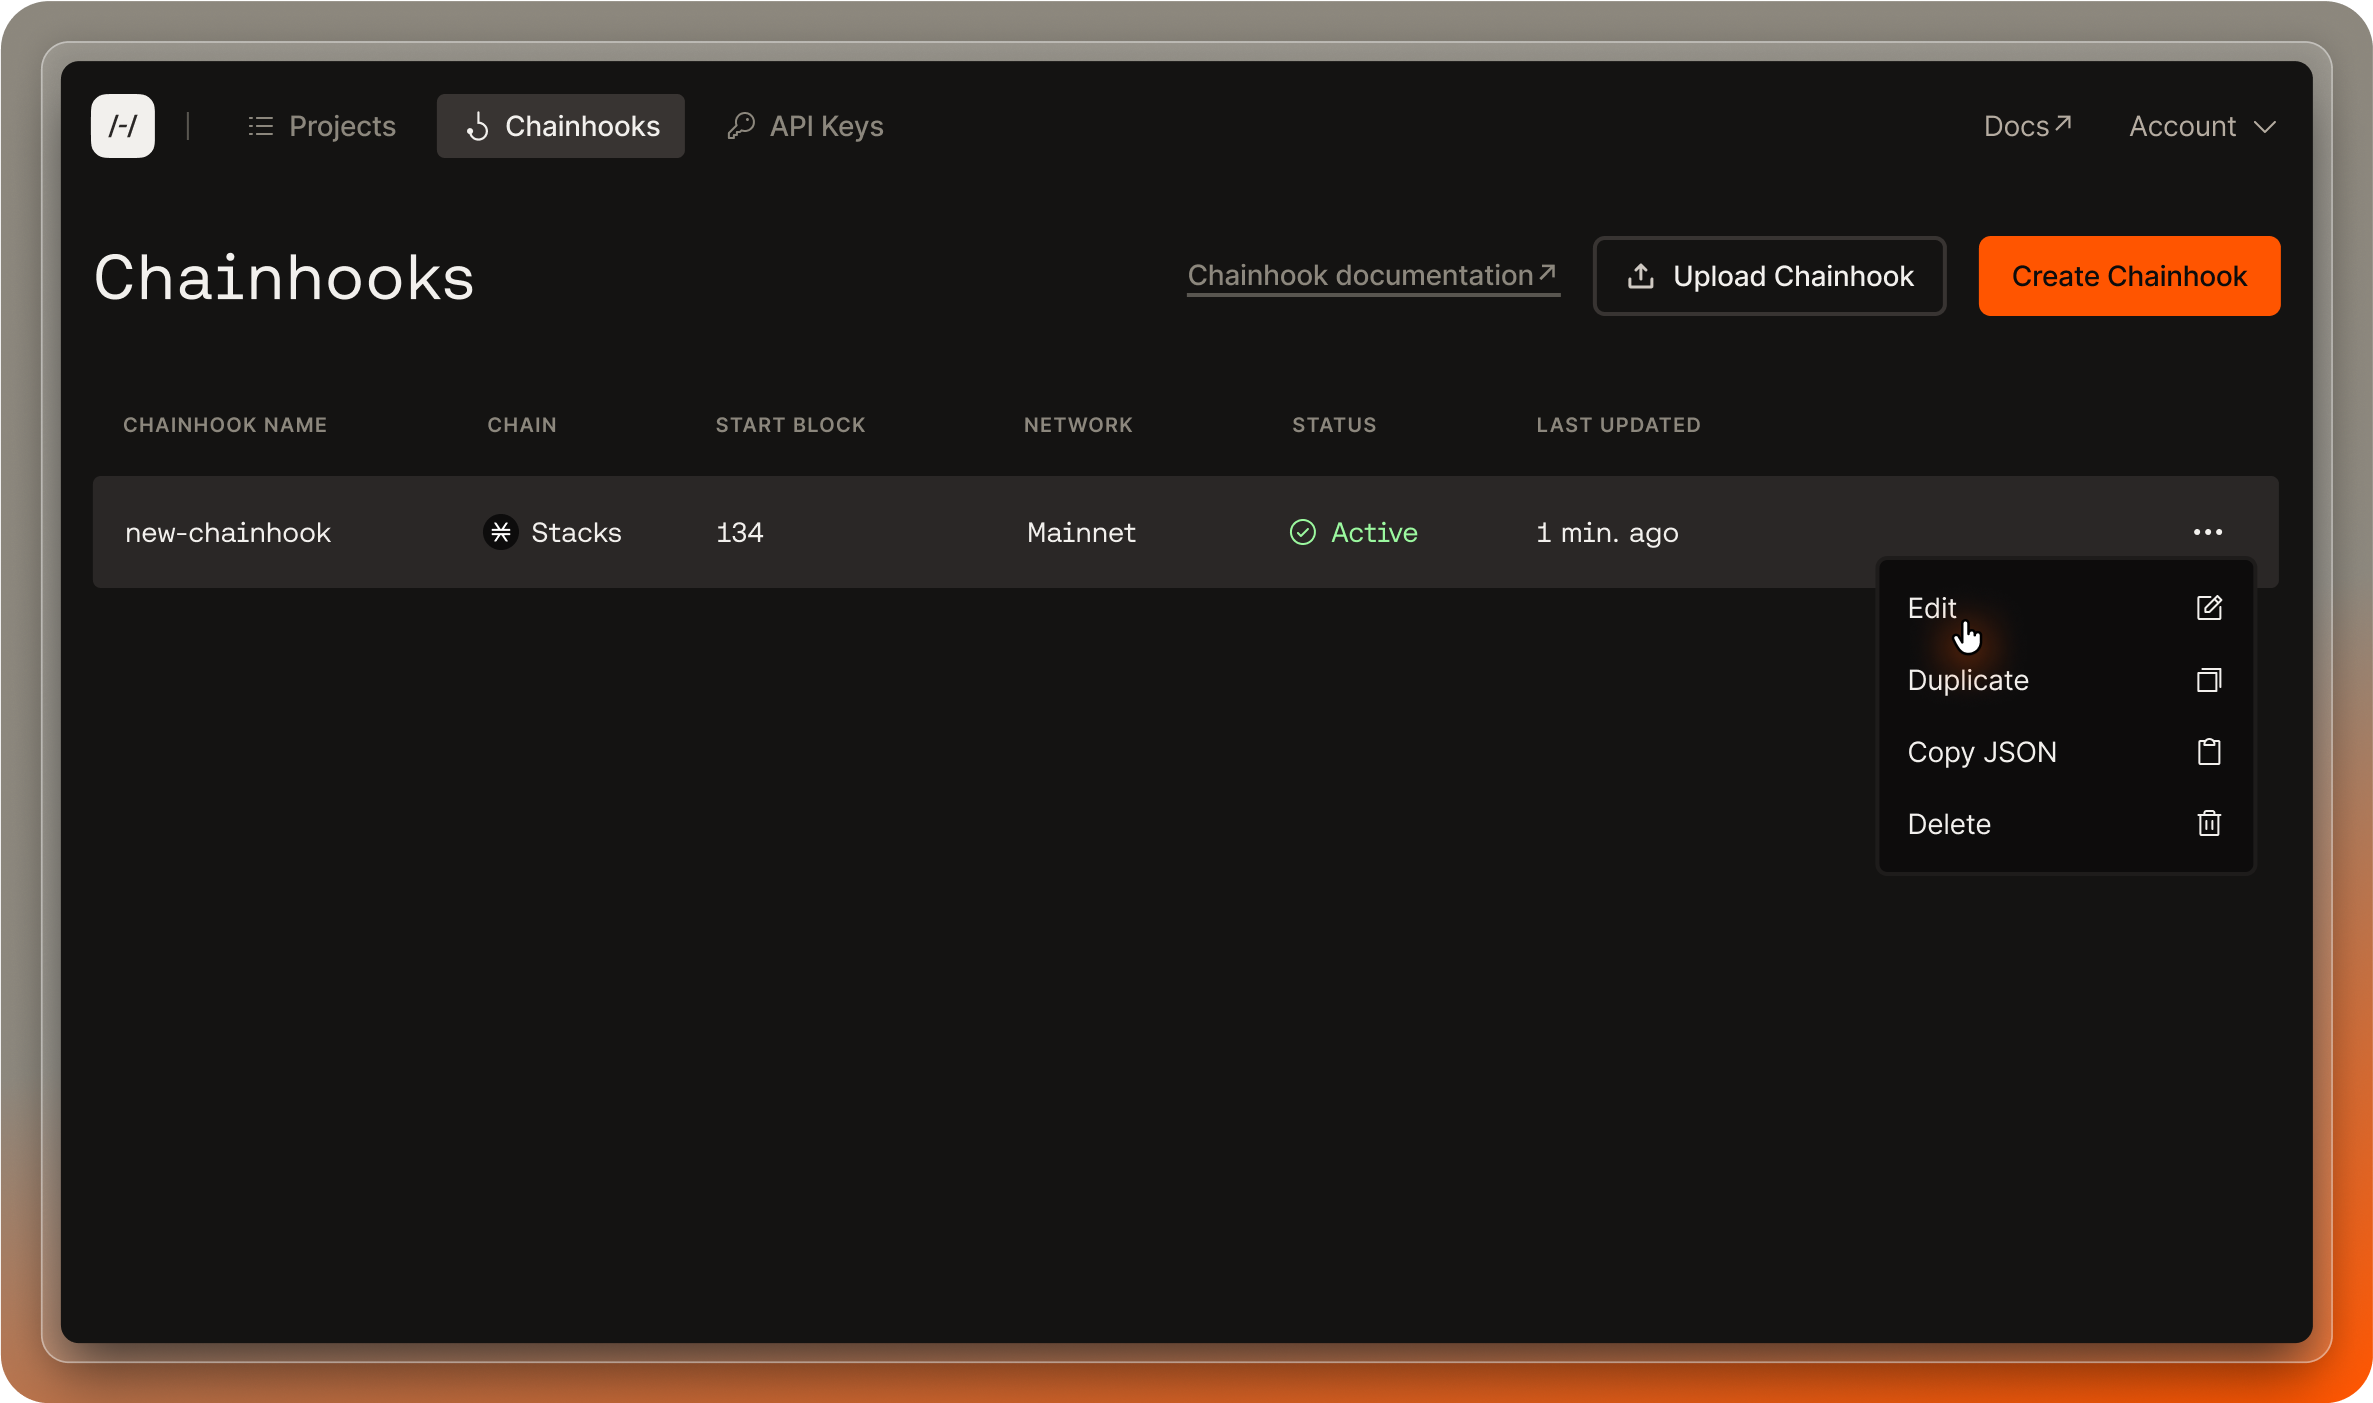 /-/ Projects Chainhooks API Keys Docs Account
Chainhooks Chainhook documentation Upload Chainhook Create Chainhook
CHAINHOOK NAME CHAIN START BLOCK NETWORK STATUS LAST UPDATED
new-chainhook Stacks 134 Mainnet Active 1 min. ago
Edit
Duplicate
Copy JSON
Delete